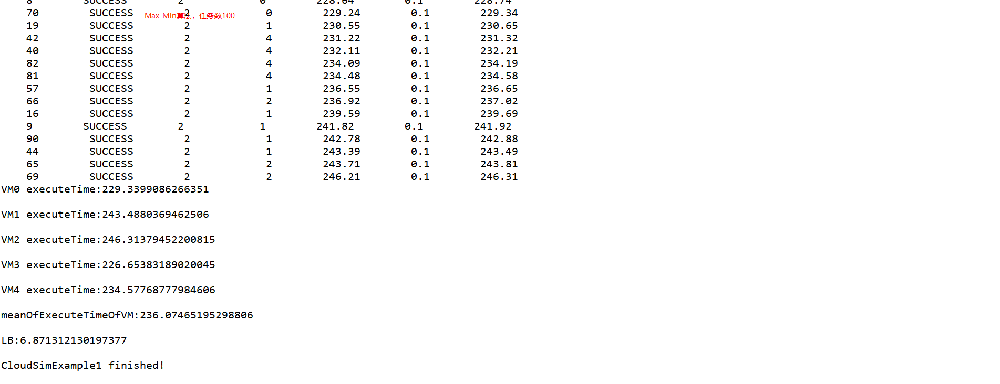 8 SUCCESS 2 0 228.64 0.1 228.74
70 SUCCESS 2 0 229.24 0.1 229.34
Max-Min算法，任务数100
19 SUCCESS 2 1 230.55 0.1 230.65
42 SUCCESS 2 4 231.22 0.1 231.32
40 SUCCESS 2 4 232.11 0.1 232.21
82 SUCCESS 2 4 234.09 0.1 234.19
81 SUCCESS 2 4 234.48 0.1 234.58
57 SUCCESS 2 1 236.55 0.1 236.65
66 SUCCESS 2 2 236.92 0.1 237.02
16 SUCCESS 2 1 239.59 0.1 239.69
9 SUCCESS 2 1 241.82 0.1 241.92
90 SUCCESS 2 1 242.78 0.1 242.88
44 SUCCESS 2 1 243.39 0.1 243.49
65 SUCCESS 2 2 243.71 0.1 243.81
69 SUCCESS 2 2 246.21 0.1 246.31
VM0 executeTime:229.3399086266351
VM1 executeTime:243.4880369462506
VM2 executeTime:246.31379452200815
VM3 executeTime:226.65383189020045
VM4 executeTime:234.57768777984606
meanOfExecuteTimeOfVM:236.07465195298806
LB:6.871312130197377
CloudSimExample1 finished!